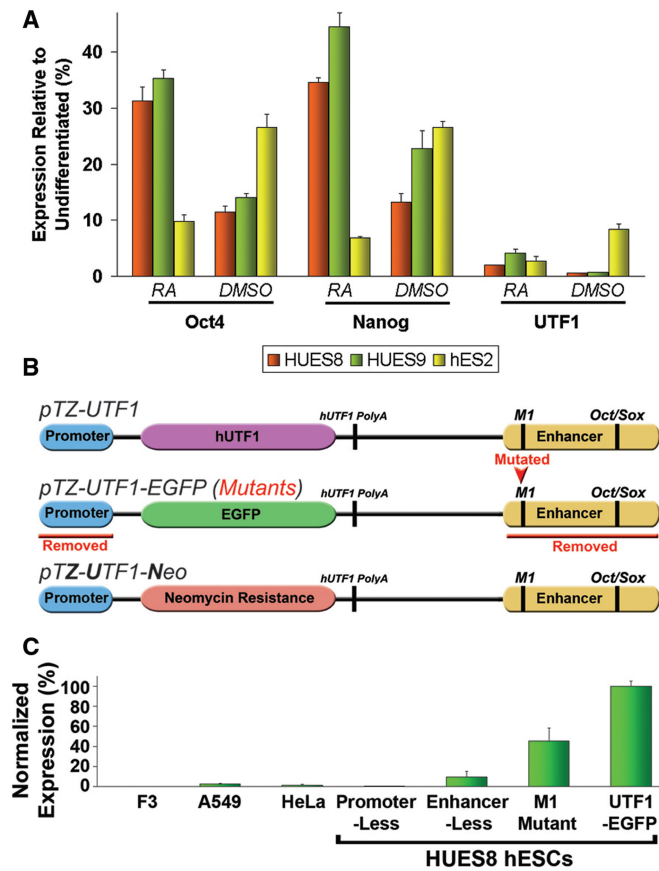 A
Expression Relative to
Undifferentiated (%)
40
30
20
10
0
RA DMSO RA DMSO RA DMSO
Oct4 Nanog UTF1
HUES8 HUES9 hES2
B
pTZ-UTF1
hUTF1 PolyA M1 Oct/Sox
Promoter hUTF1 Enhancer
Mutated
pTZ-UTF1-EGFP (Mutants)
hUTF1 PolyA M1 Oct/Sox
Promoter EGFP Enhancer
Removed Removed
pTZ-UTF1-Neo
hUTF1 PolyA M1 Oct/Sox
Promoter Neomycin Resistance Enhancer
C
Normalized
Expression (%)
100
80
60
40
20
0
F3 A549 HeLa Promoter Enhancer M1 UTF1
-Less -Less Mutant -EGFP
HUES8 hESCs